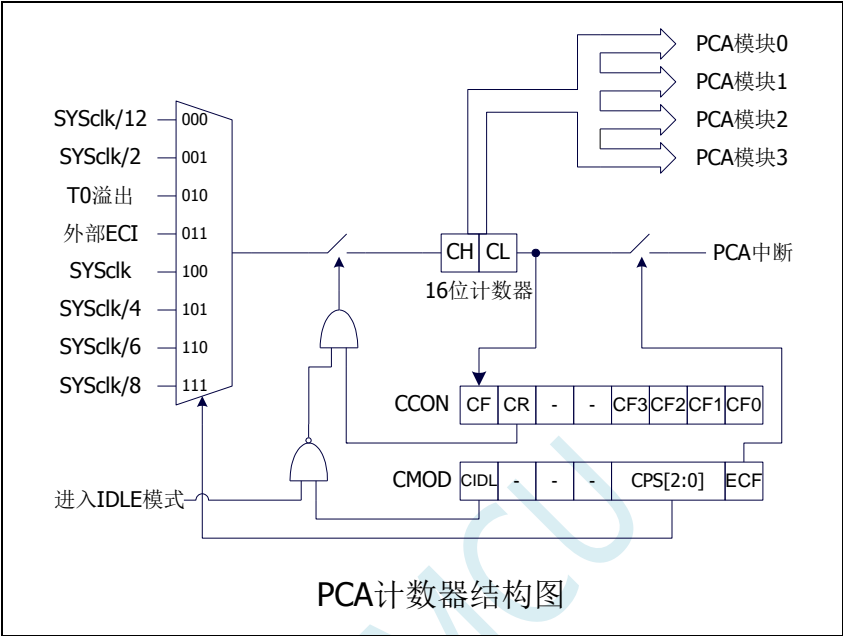 PCA模块0
PCA模块1
PCA模块2
PCA模块3
SYSclk/12 000
SYSclk/2 001
T0溢出 010
外部ECI 011
SYSclk 100
SYSclk/4 101
SYSclk/6 110
SYSclk/8 111
CH CL
PCA中断
16位计数器
CCON CF CR - - CF3 CF2 CF1 CF0
CMOD CIDL - - - CPS[2:0] ECF
进入IDLE模式
PCA计数器结构图
MCU